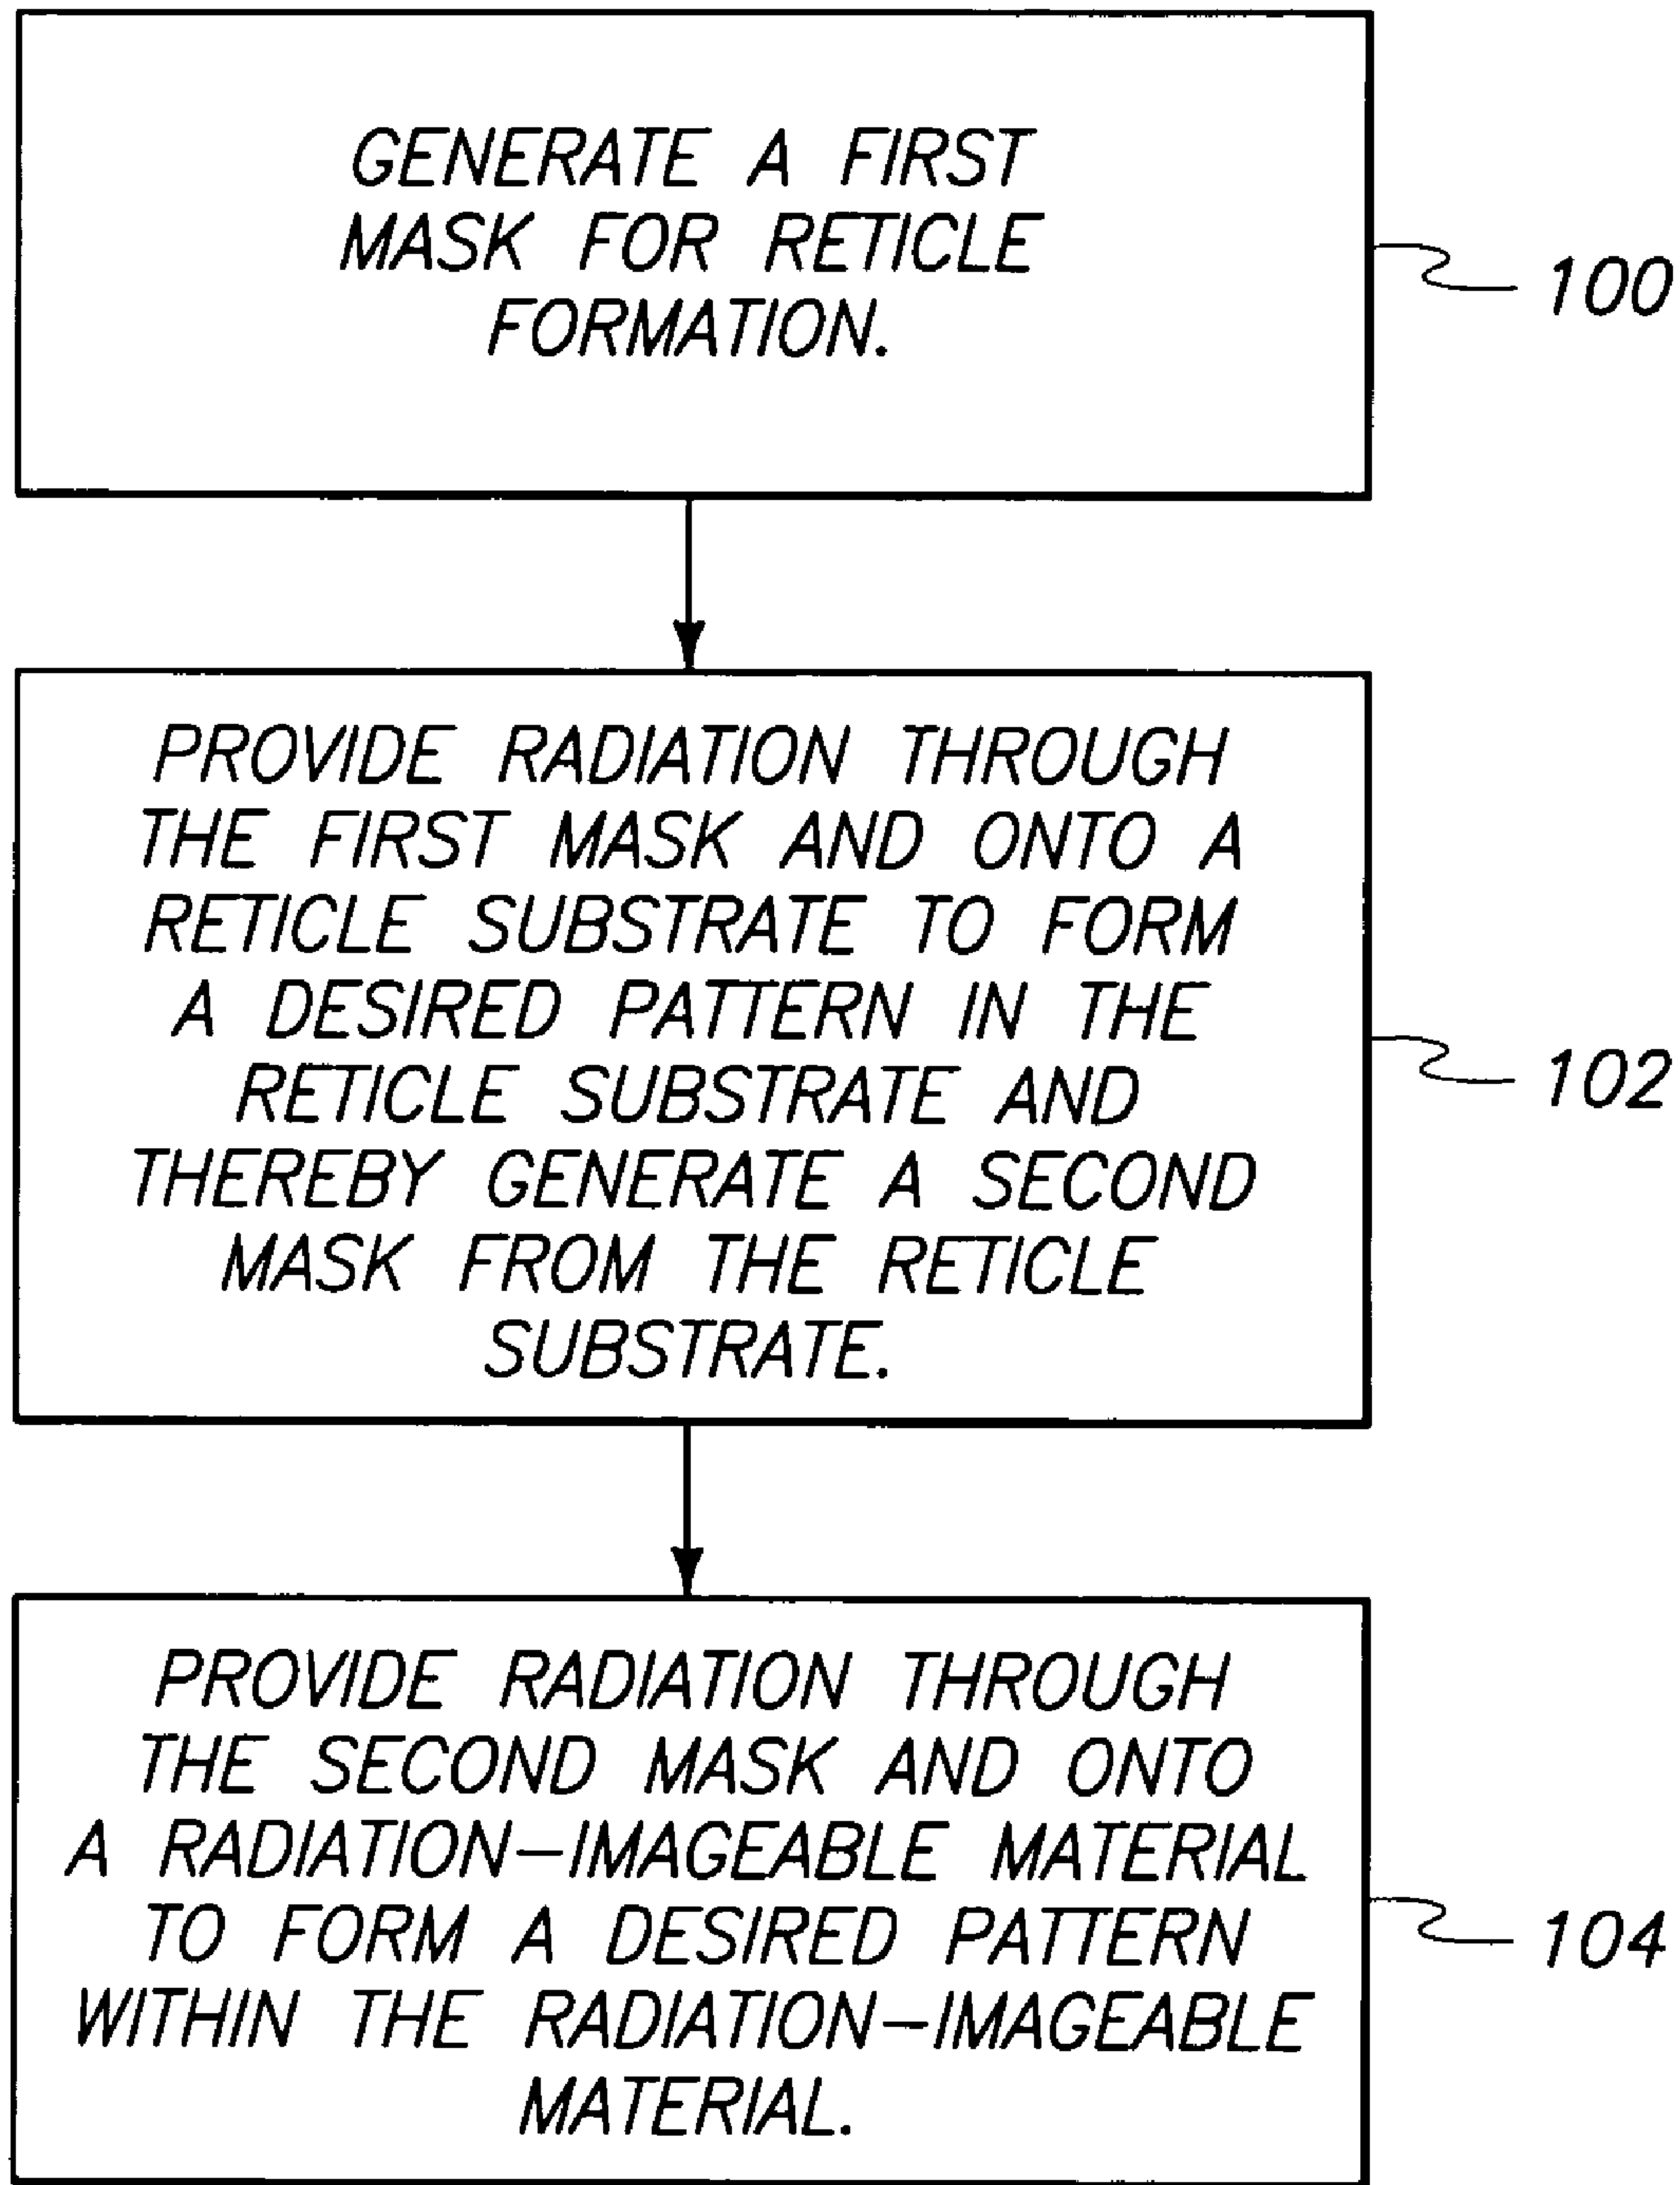 GENERATE A FIRST
MASK FOR RETICLE
FORMATION.
100
PROVIDE RADIATION THROUGH
THE FIRST MASK AND ONTO A
RETICLE SUBSTRATE TO FORM
A DESIRED PATTERN IN THE
RETICLE SUBSTRATE AND
THEREBY GENERATE A SECOND
MASK FROM THE RETICLE
SUBSTRATE.
102
PROVIDE RADIATION THROUGH
THE SECOND MASK AND ONTO
A RADIATION–IMAGEABLE MATERIAL
TO FORM A DESIRED PATTERN
WITHIN THE RADIATION–IMAGEABLE
MATERIAL.
104